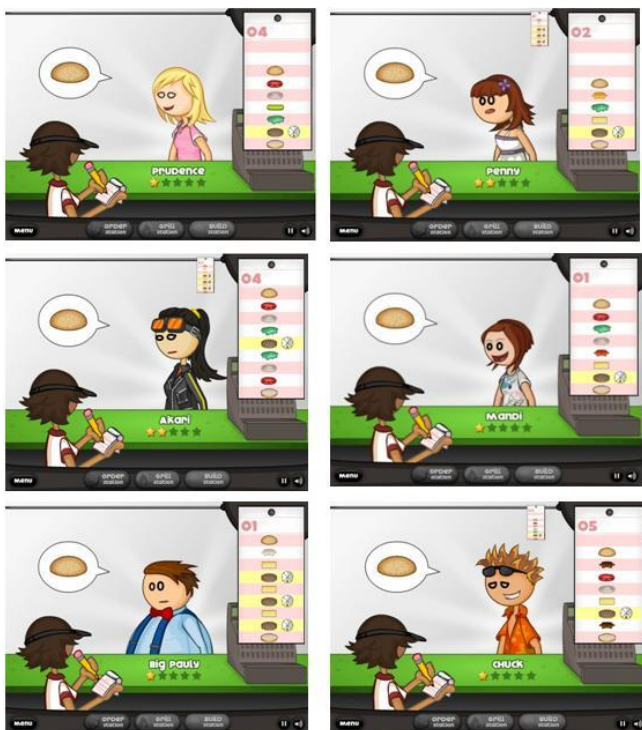 04
Prudence
MENU
ORDER STATION
GRILL STATION
BUILD STATION
02
Penny
MENU
ORDER STATION
GRILL STATION
BUILD STATION
04
Akari
MENU
ORDER STATION
GRILL STATION
BUILD STATION
01
Mandi
MENU
ORDER STATION
GRILL STATION
BUILD STATION
01
Big Pauly
MENU
ORDER STATION
GRILL STATION
BUILD STATION
05
Chuck
MENU
ORDER STATION
GRILL STATION
BUILD STATION